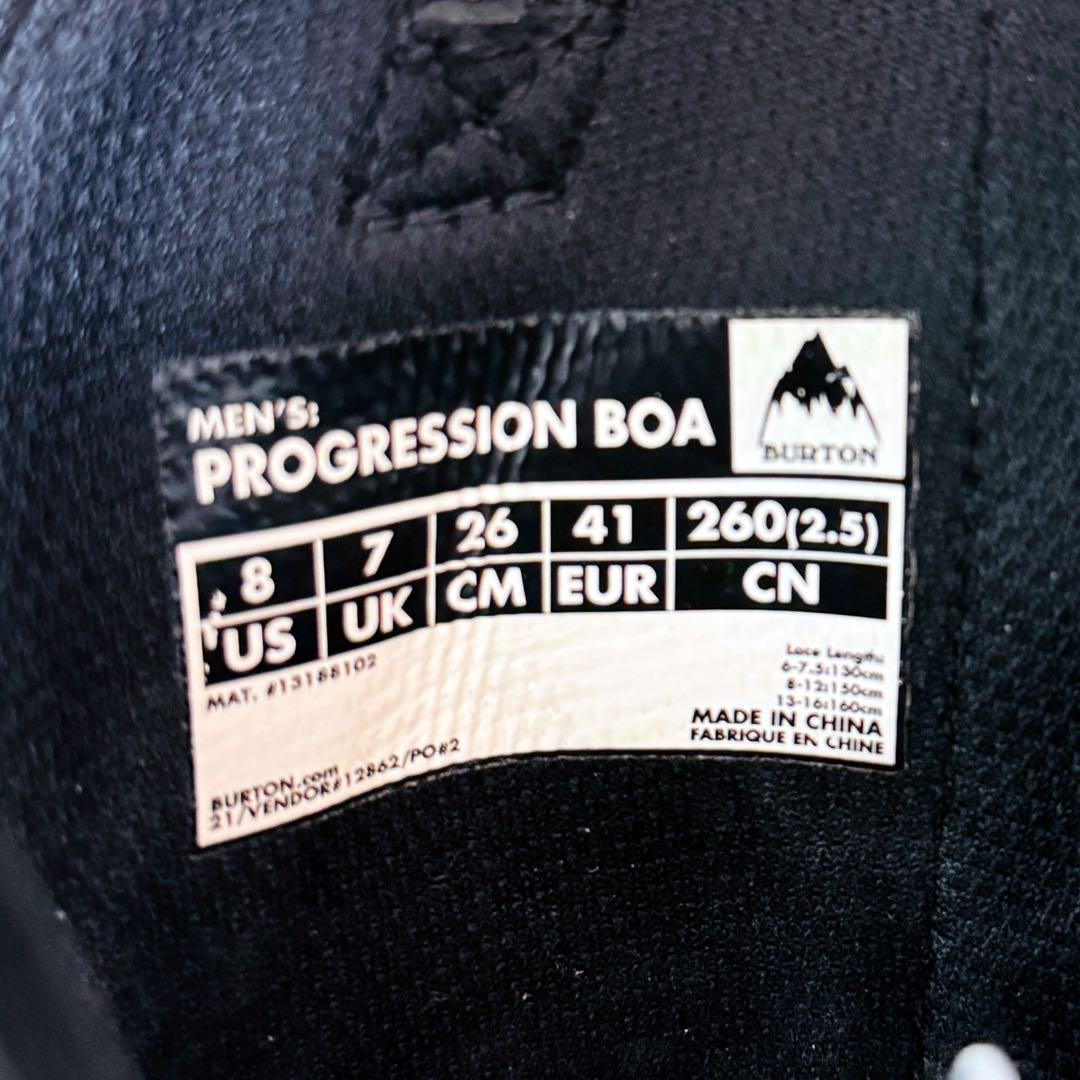 MEN'S:
PROGRESSION BOA
BURTON
8 7 26 41 260(2.5)
US UK CM EUR CN
MAT. #13188102
Lace Lengths
6-7.5:130cm
8-12:150cm
13-16:160cm
MADE IN CHINA
FABRIQUE EN CHINE
BURTON.com
21/VENDOR#12862/PO#2